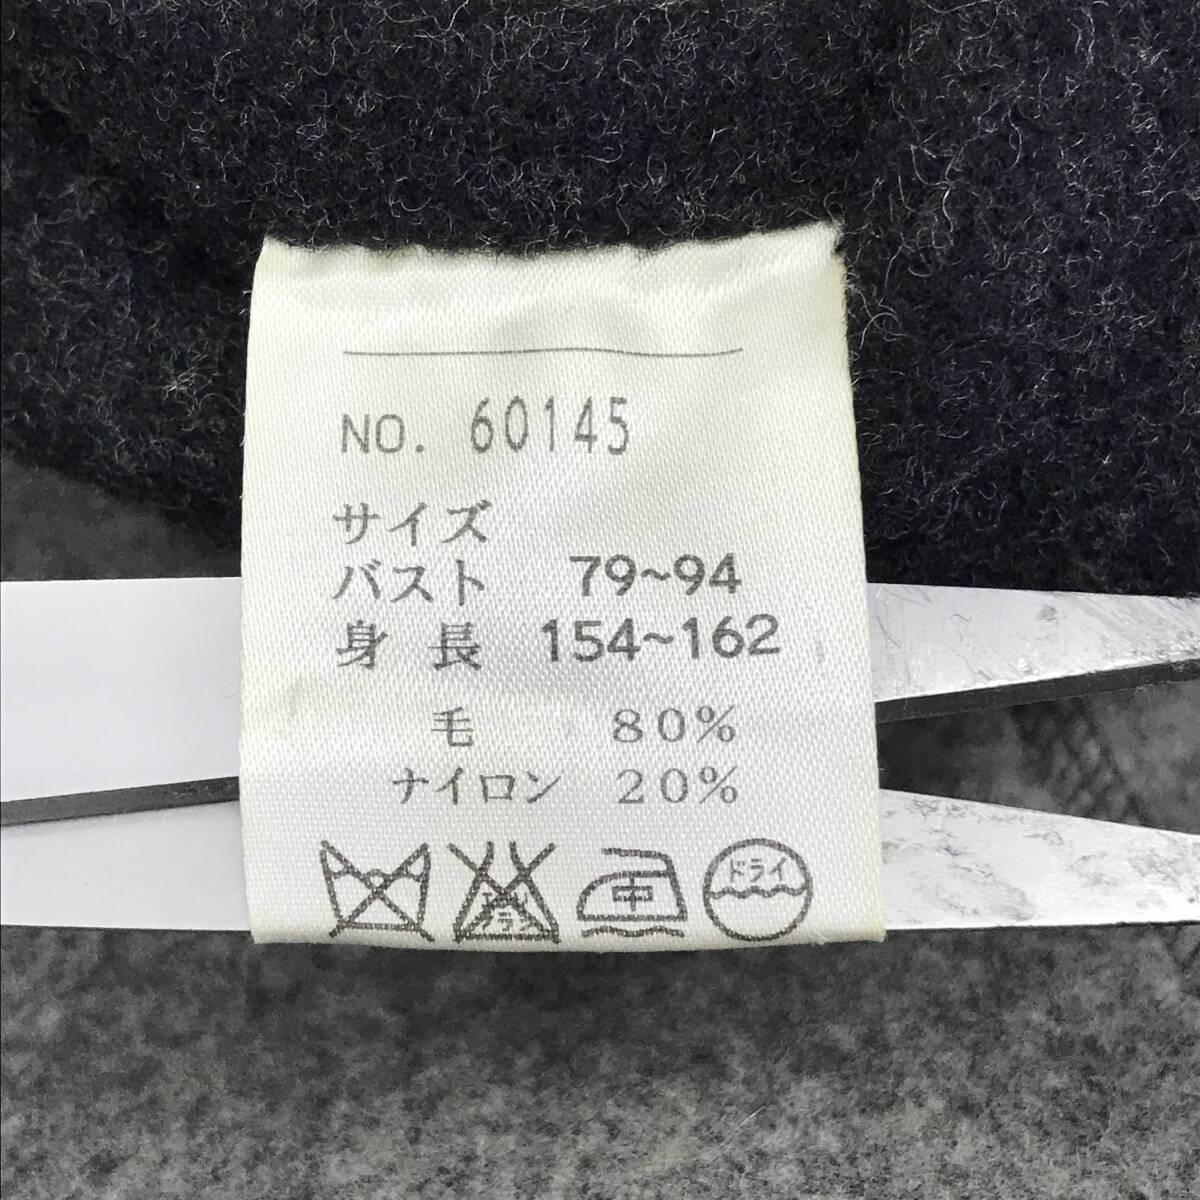 NO. 60145
サイズ
バスト 79~94
身長 154~162
毛 80%
ナイロン 20%
中 ドライ